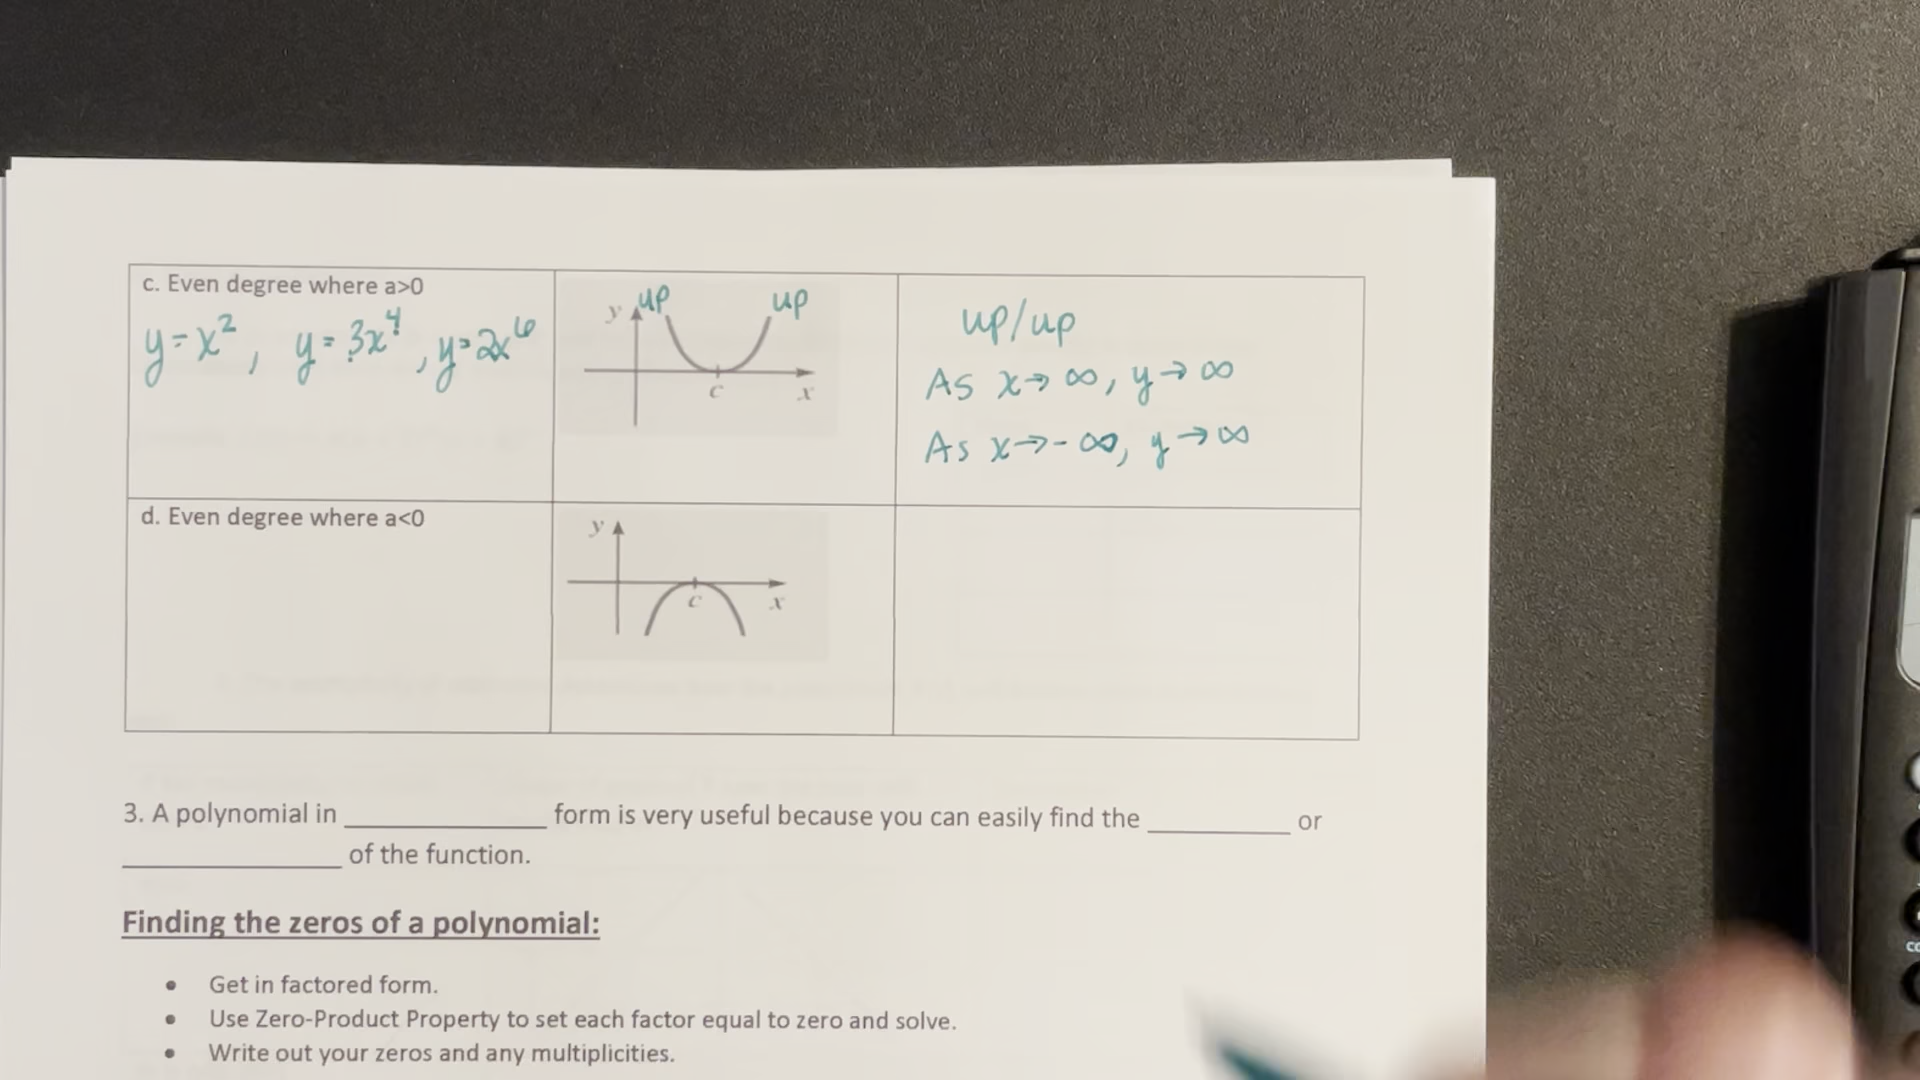 c. Even degree where a>0
y = x², y = 3x⁴, y = 2x⁶
y up up
c x
up/up
As x→∞, y→∞
As x→-∞, y→∞
d. Even degree where a<0
y
c x
3. A polynomial in ______________ form is very useful because you can easily find the __________ or
_______________ of the function.
Finding the zeros of a polynomial:
• Get in factored form.
• Use Zero-Product Property to set each factor equal to zero and solve.
• Write out your zeros and any multiplicities.